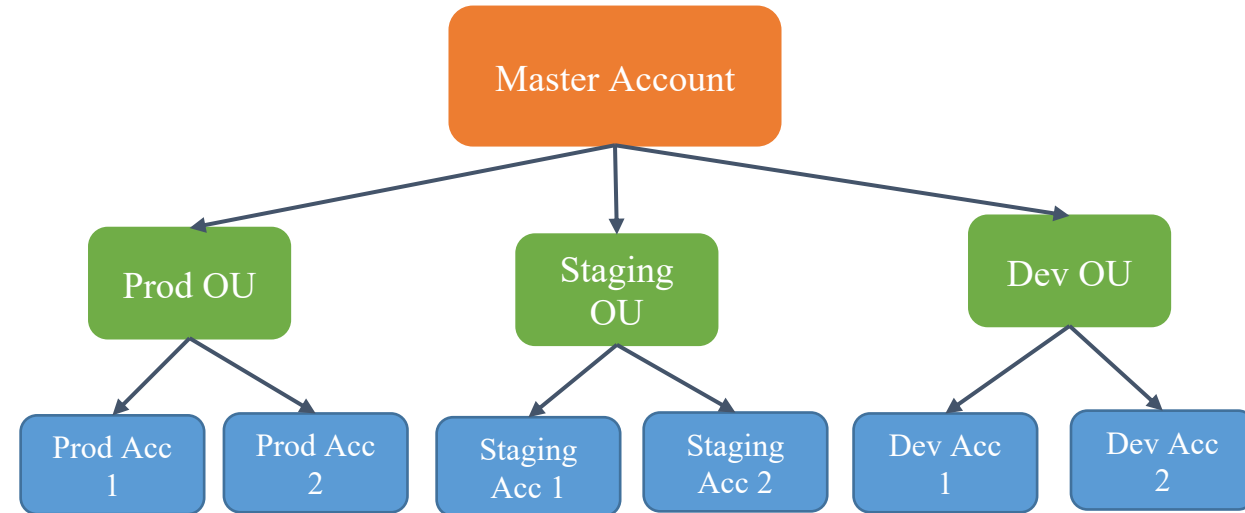 Master Account
Prod OU
Staging
OU
Dev OU
Prod Acc
1
Prod Acc
2
Staging
Acc 1
Staging
Acc 2
Dev Acc
1
Dev Acc
2